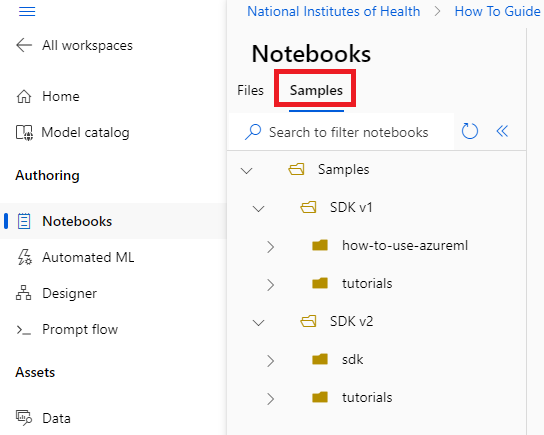 All workspaces
Home
Model catalog
Authoring
Notebooks
Automated ML
Designer
Prompt flow
Assets
Data
National Institutes of Health > How To Guide
Notebooks
Files Samples
Search to filter notebooks
Samples
SDK v1
how-to-use-azureml
tutorials
SDK v2
sdk
tutorials